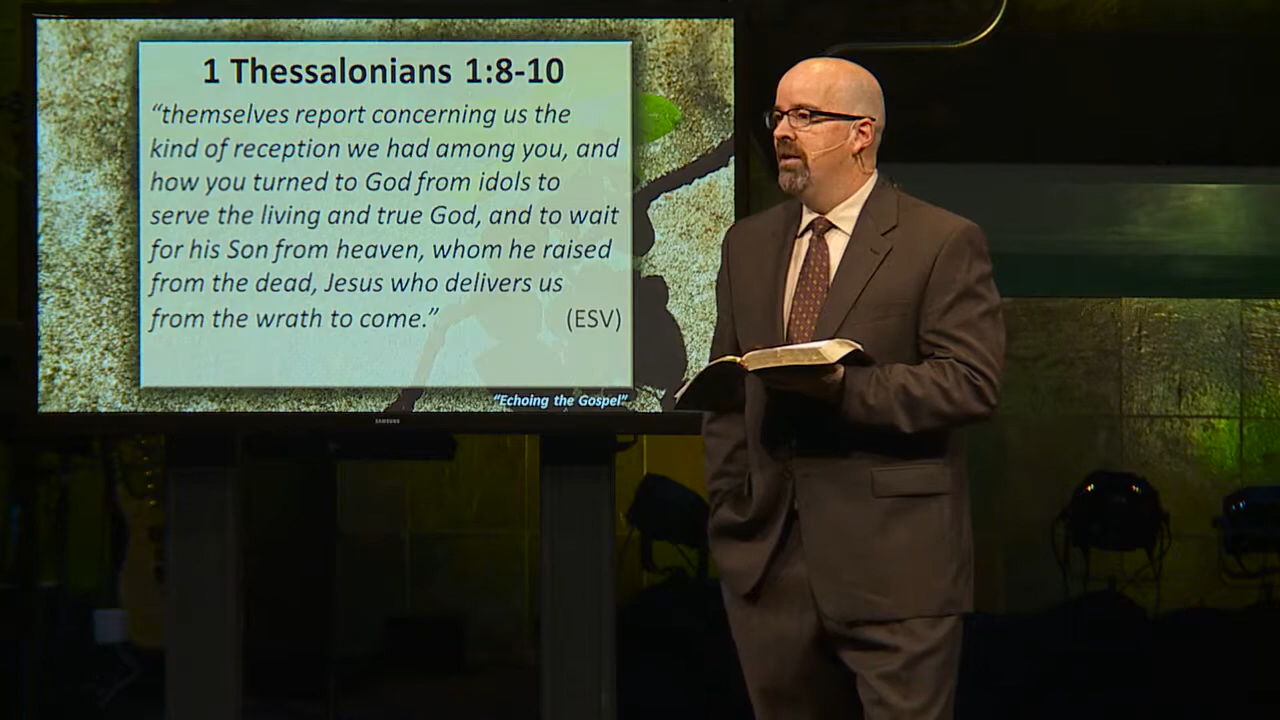 1 Thessalonians 1:8-10
“themselves report concerning us the
kind of reception we had among you, and
how you turned to God from idols to
serve the living and true God, and to wait
for his Son from heaven, whom he raised
from the dead, Jesus who delivers us
from the wrath to come.” (ESV)
“Echoing the Gospel”
SAMSUNG